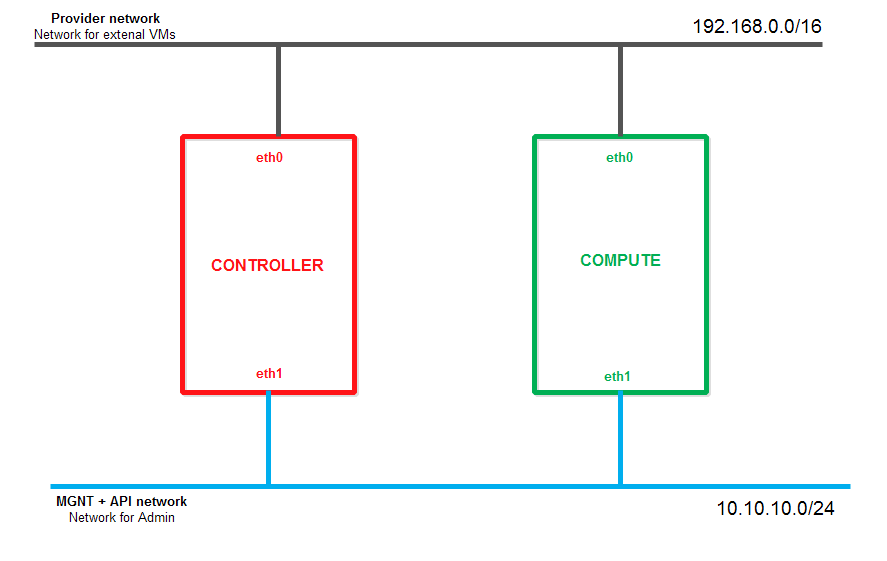 Provider network
Network for extenal VMs
192.168.0.0/16
eth0
eth0
CONTROLLER
COMPUTE
eth1
eth1
MGNT + API network
Network for Admin
10.10.10.0/24